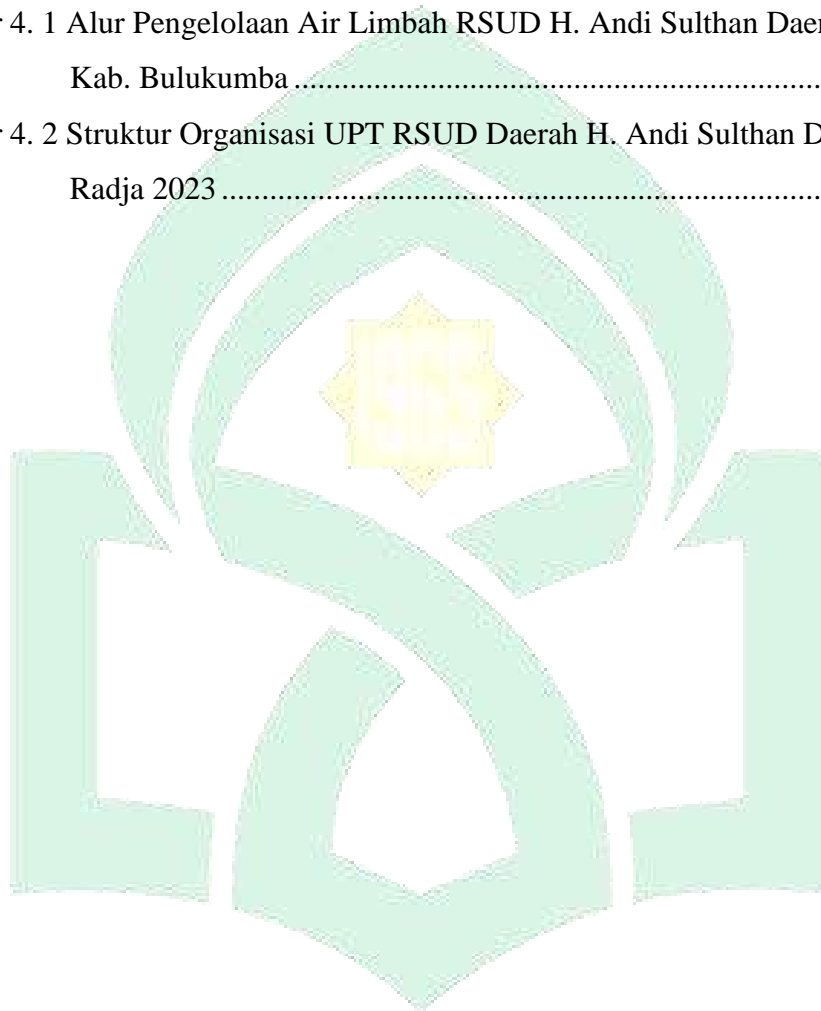 4. 1 Alur Pengelolaan Air Limbah RSUD H. Andi Sulthan
Kab. Bulukumba ..........................................................................................
4. 2 Struktur Organisasi UPT RSUD Daerah H. Andi Sulthan
Radja 2023 ....................................................................................................